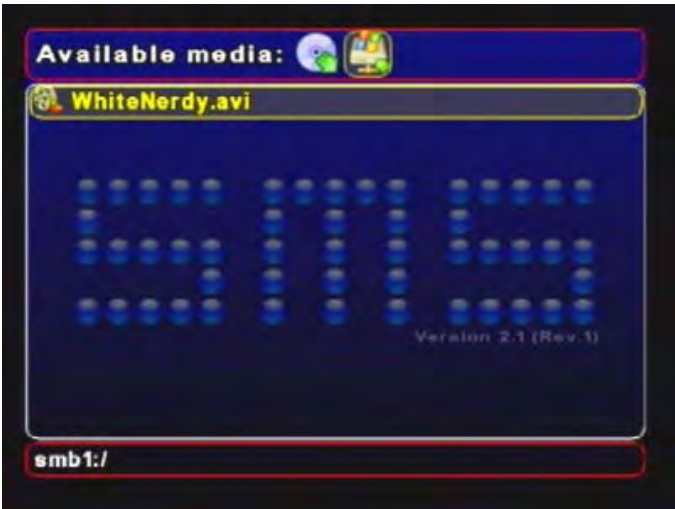 Available media:
WhiteNerdy.avi
SMS
Version 2.1 (Rev.1)
smb1:/